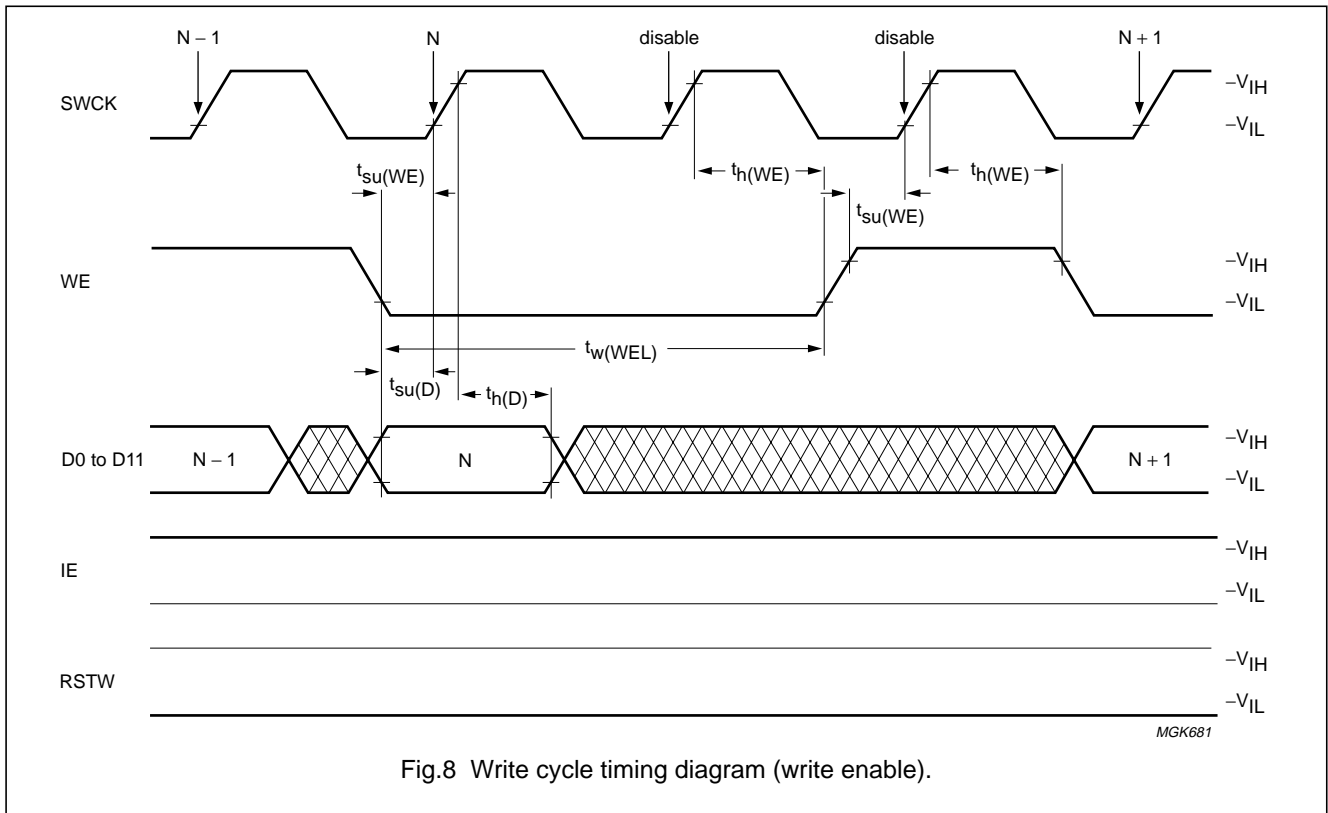 N – 1 N disable disable N + 1
SWCK
–VIH
–VIL
tsu(WE) th(WE) th(WE)
tsu(WE)
WE
–VIH
–VIL
tw(WEL)
tsu(D) th(D)
D0 to D11 N – 1 N N + 1
–VIH
–VIL
IE
–VIH
–VIL
RSTW
–VIH
–VIL
MGK681
Fig.8 Write cycle timing diagram (write enable).